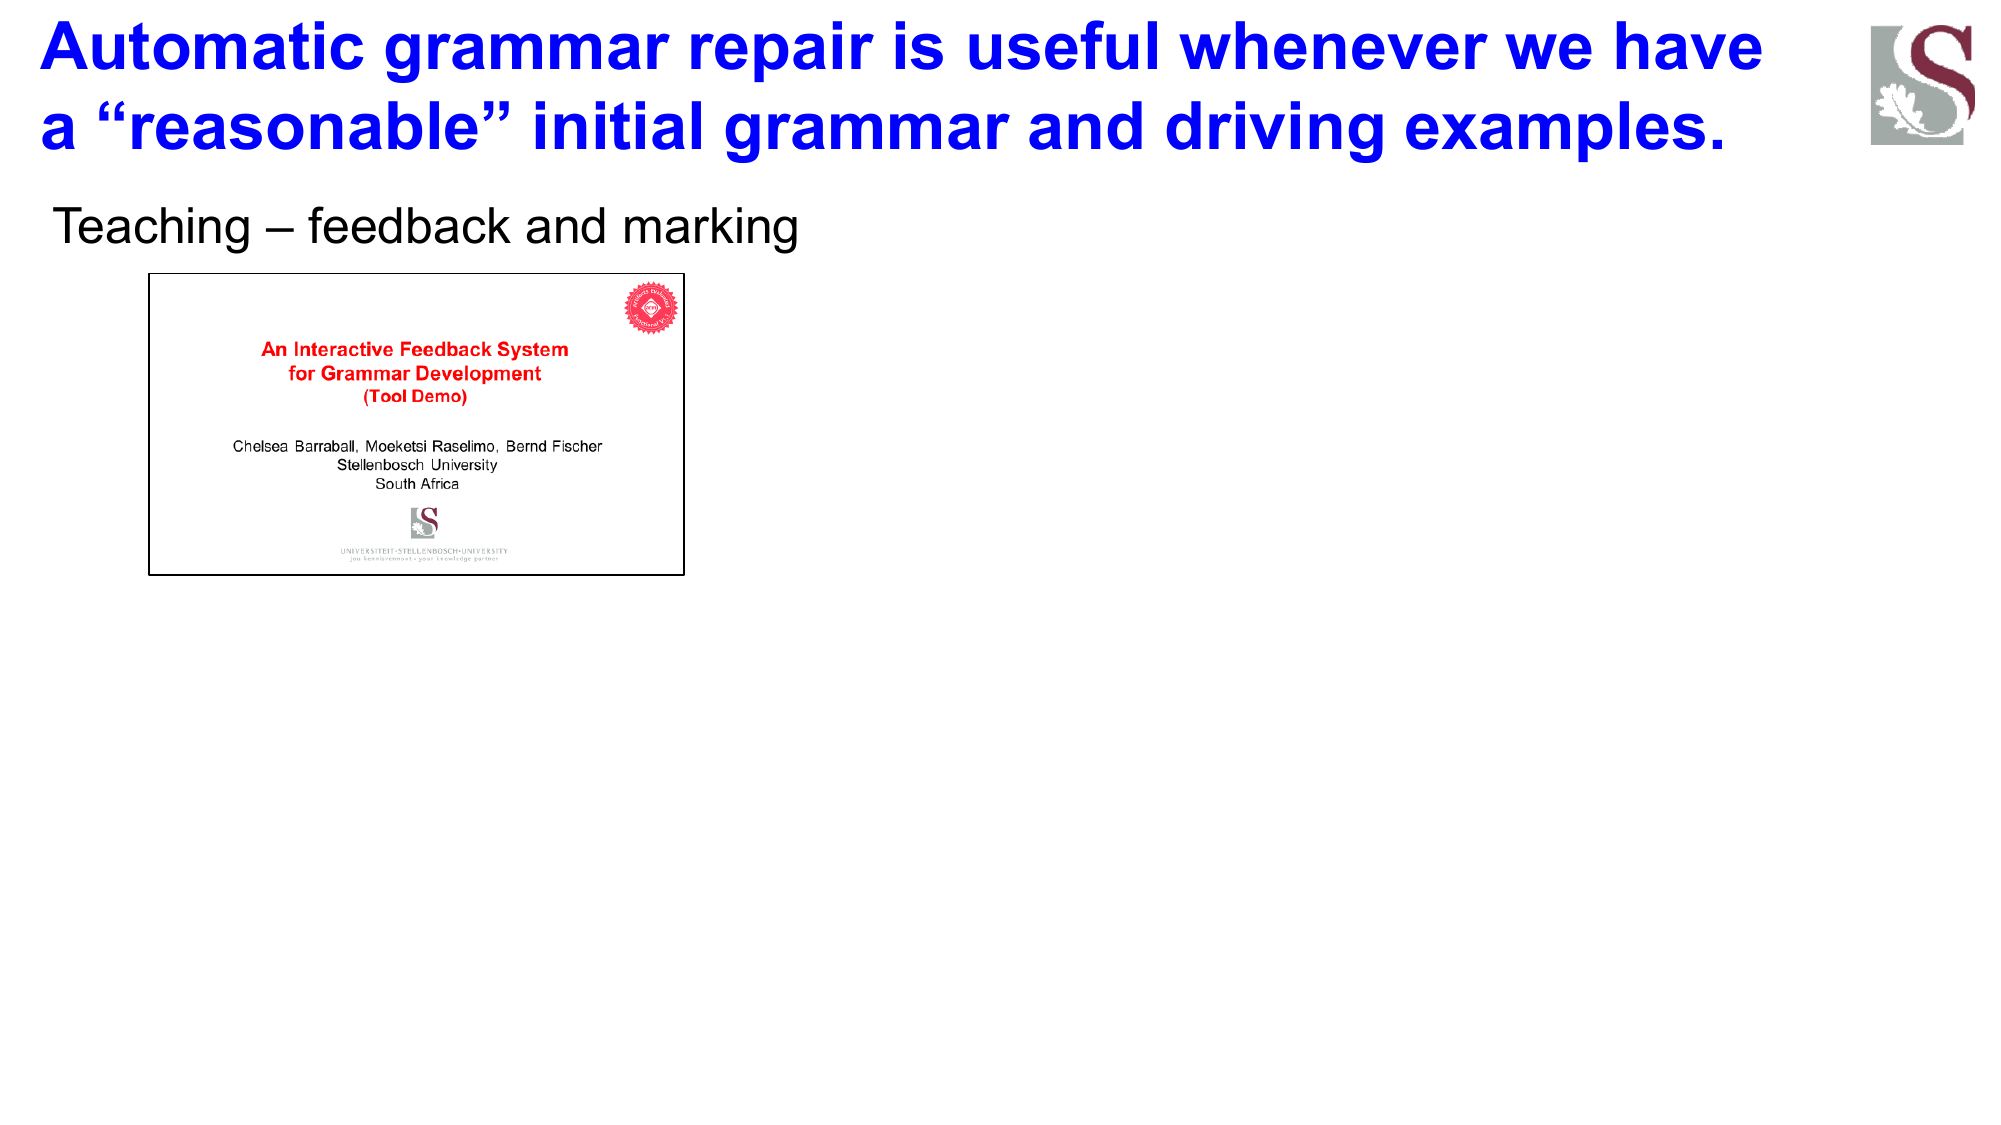 Automatic grammar repair is useful whenever we have
a “reasonable” initial grammar and driving examples.
Teaching – feedback and marking
An Interactive Feedback System
for Grammar Development
(Tool Demo)
Chelsea Barraball, Moeketsi Raselimo, Bernd Fischer
Stellenbosch University
South Africa
UNIVERSITEIT•STELLENBOSCH•UNIVERSITY
jou kennisvennoot • your knowledge partner